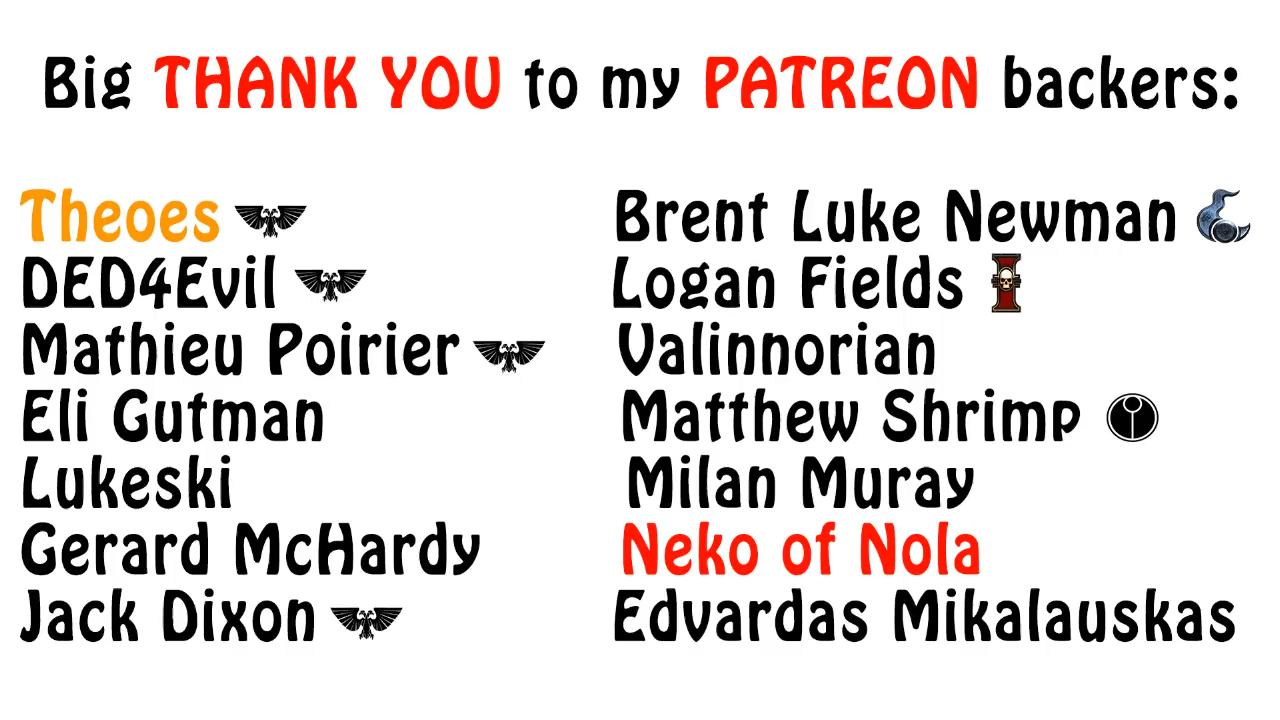 Big THANK YOU to my PATREON backers:
Theoes
DED4Evil
Mathieu Poirier
Eli Gutman
Lukeski
Gerard McHardy
Jack Dixon
Brent Luke Newman
Logan Fields
Valinnorian
Matthew Shrimp
Milan Muray
Neko of Nola
Edvardas Mikalauskas